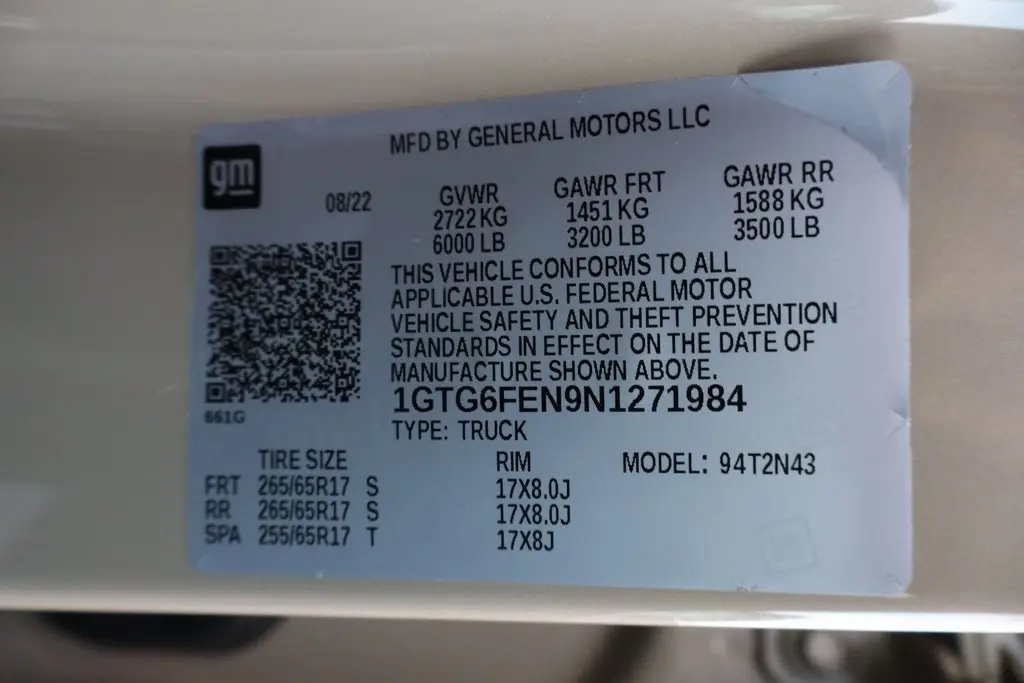 MFD BY GENERAL MOTORS LLC
gm
08/22
GVWR GAWR FRT GAWR RR
2722 KG 1451 KG 1588 KG
6000 LB 3200 LB 3500 LB
THIS VEHICLE CONFORMS TO ALL
APPLICABLE U.S. FEDERAL MOTOR
VEHICLE SAFETY AND THEFT PREVENTION
STANDARDS IN EFFECT ON THE DATE OF
MANUFACTURE SHOWN ABOVE.
1GTG6FEN9N1271984
661G
TYPE: TRUCK
TIRE SIZE RIM MODEL: 94T2N43
FRT 265/65R17 S 17X8.0J
RR 265/65R17 S 17X8.0J
SPA 255/65R17 T 17X8J